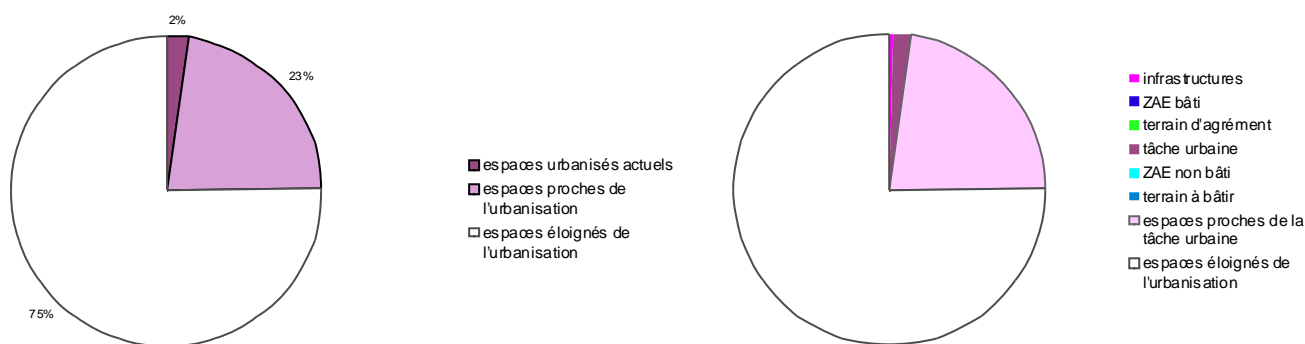 2%
23%
75%
espaces urbanisés actuels
espaces proches de
l'urbanisation
espaces éloignés de
l'urbanisation
infrastructures
ZAE bâti
terrain d'agrément
tâche urbaine
ZAE non bâti
terrain à bâtir
espaces proches de la
tâche urbaine
espaces éloignés de
l'urbanisation